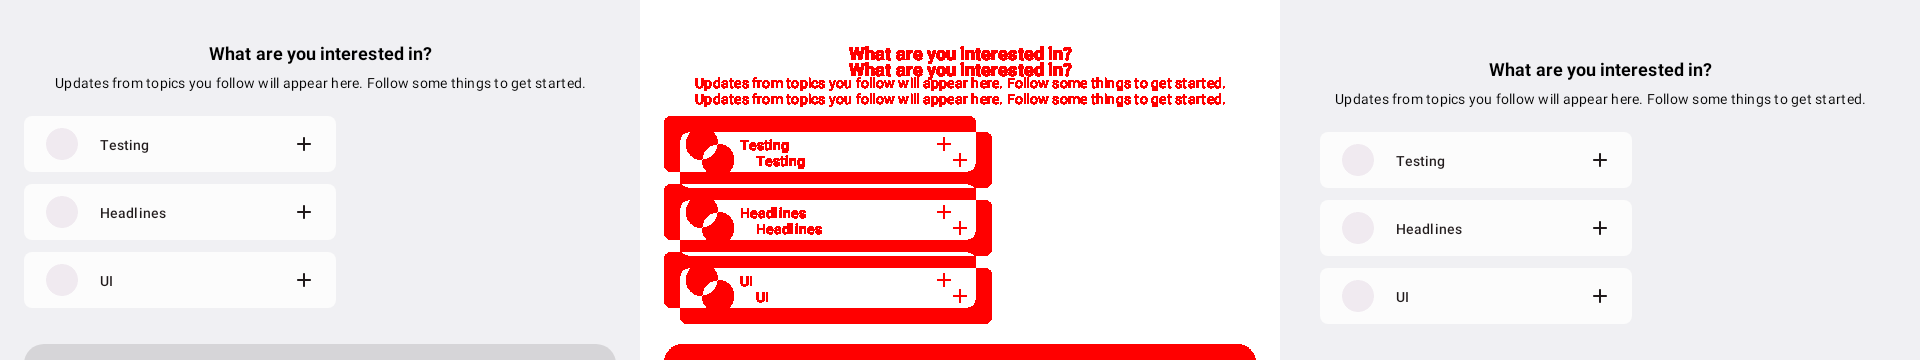 What are you interested in?
Updates from topics you follow will appear here. Follow some things to get started.
Testing
Headlines
UI
What are you interested in?
What are you interested in?
Updates from topics you follow will appear here. Follow some things to get started.
Updates from topics you follow will appear here. Follow some things to get started.
Testing
Testing
Headlines
Headlines
UI
UI
What are you interested in?
Updates from topics you follow will appear here. Follow some things to get started.
Testing
Headlines
UI